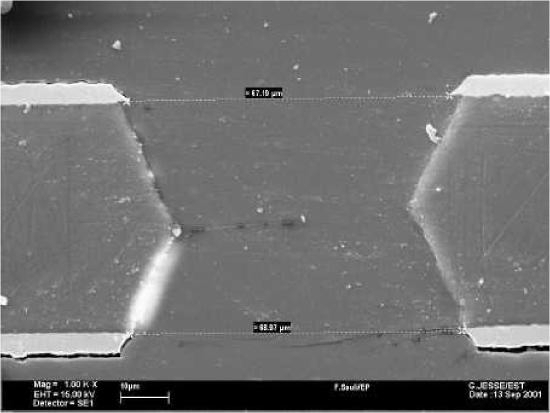 = 67.19 µm
= 68.97 µm
Mag = 1.00 K X
EHT = 15.00 kV
Detector = SE1
10µm
F.Sauli/EP
G.JESSE/EST
Date :13 Sep 2001